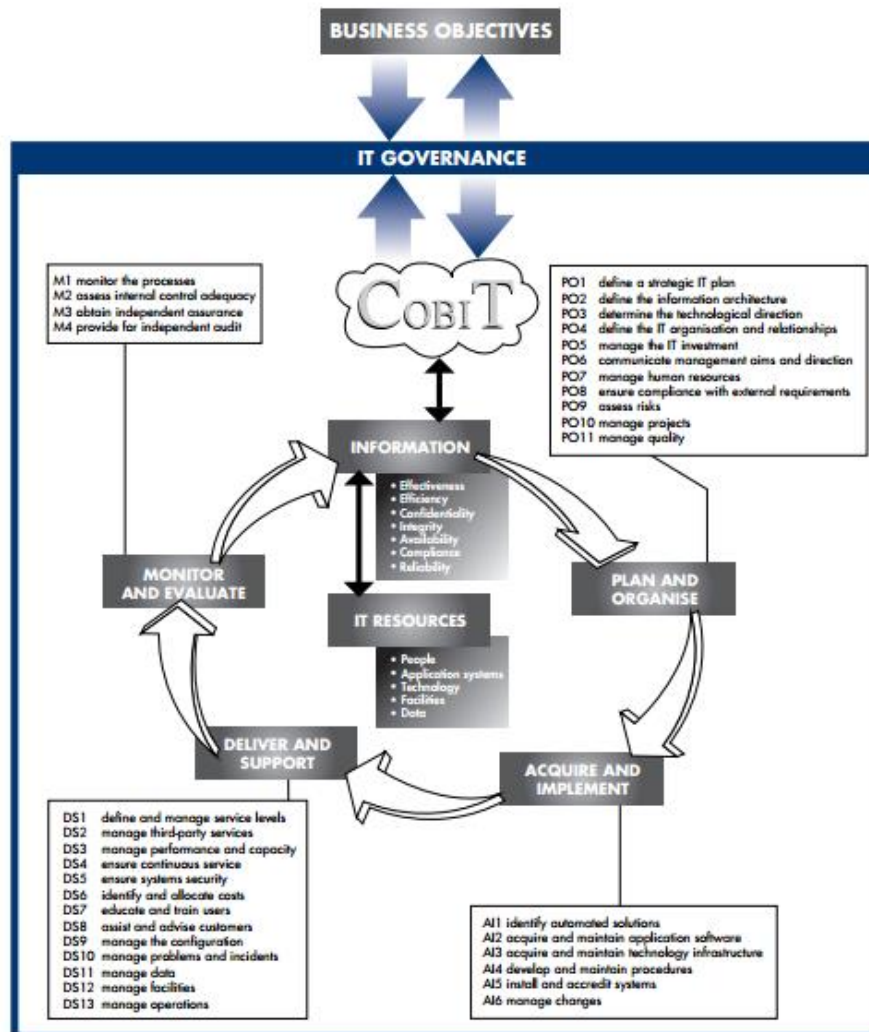 BUSINESS OBJECTIVES
IT GOVERNANCE
COBIT
M1 monitor the processes
M2 assess internal control adequacy
M3 obtain independent assurance
M4 provide for independent audit
PO1 define a strategic IT plan
PO2 define the information architecture
PO3 determine the technological direction
PO4 define the IT organisation and relationships
PO5 manage the IT investment
PO6 communicate management aims and direction
PO7 manage human resources
PO8 ensure compliance with external requirements
PO9 assess risks
PO10 manage projects
PO11 manage quality
INFORMATION
• Effectiveness
• Efficiency
• Confidentiality
• Integrity
• Availability
• Compliance
• Reliability
MONITOR
AND EVALUATE
PLAN AND
ORGANISE
IT RESOURCES
• People
• Application systems
• Technology
• Facilities
• Data
DELIVER AND
SUPPORT
ACQUIRE AND
IMPLEMENT
DS1 define and manage service levels
DS2 manage third-party services
DS3 manage performance and capacity
DS4 ensure continuous service
DS5 ensure systems security
DS6 identify and allocate costs
DS7 educate and train users
DS8 assist and advise customers
DS9 manage the configuration
DS10 manage problems and incidents
DS11 manage data
DS12 manage facilities
DS13 manage operations
AI1 identify automated solutions
AI2 acquire and maintain application software
AI3 acquire and maintain technology infrastructure
AI4 develop and maintain procedures
AI5 install and accredit systems
AI6 manage changes